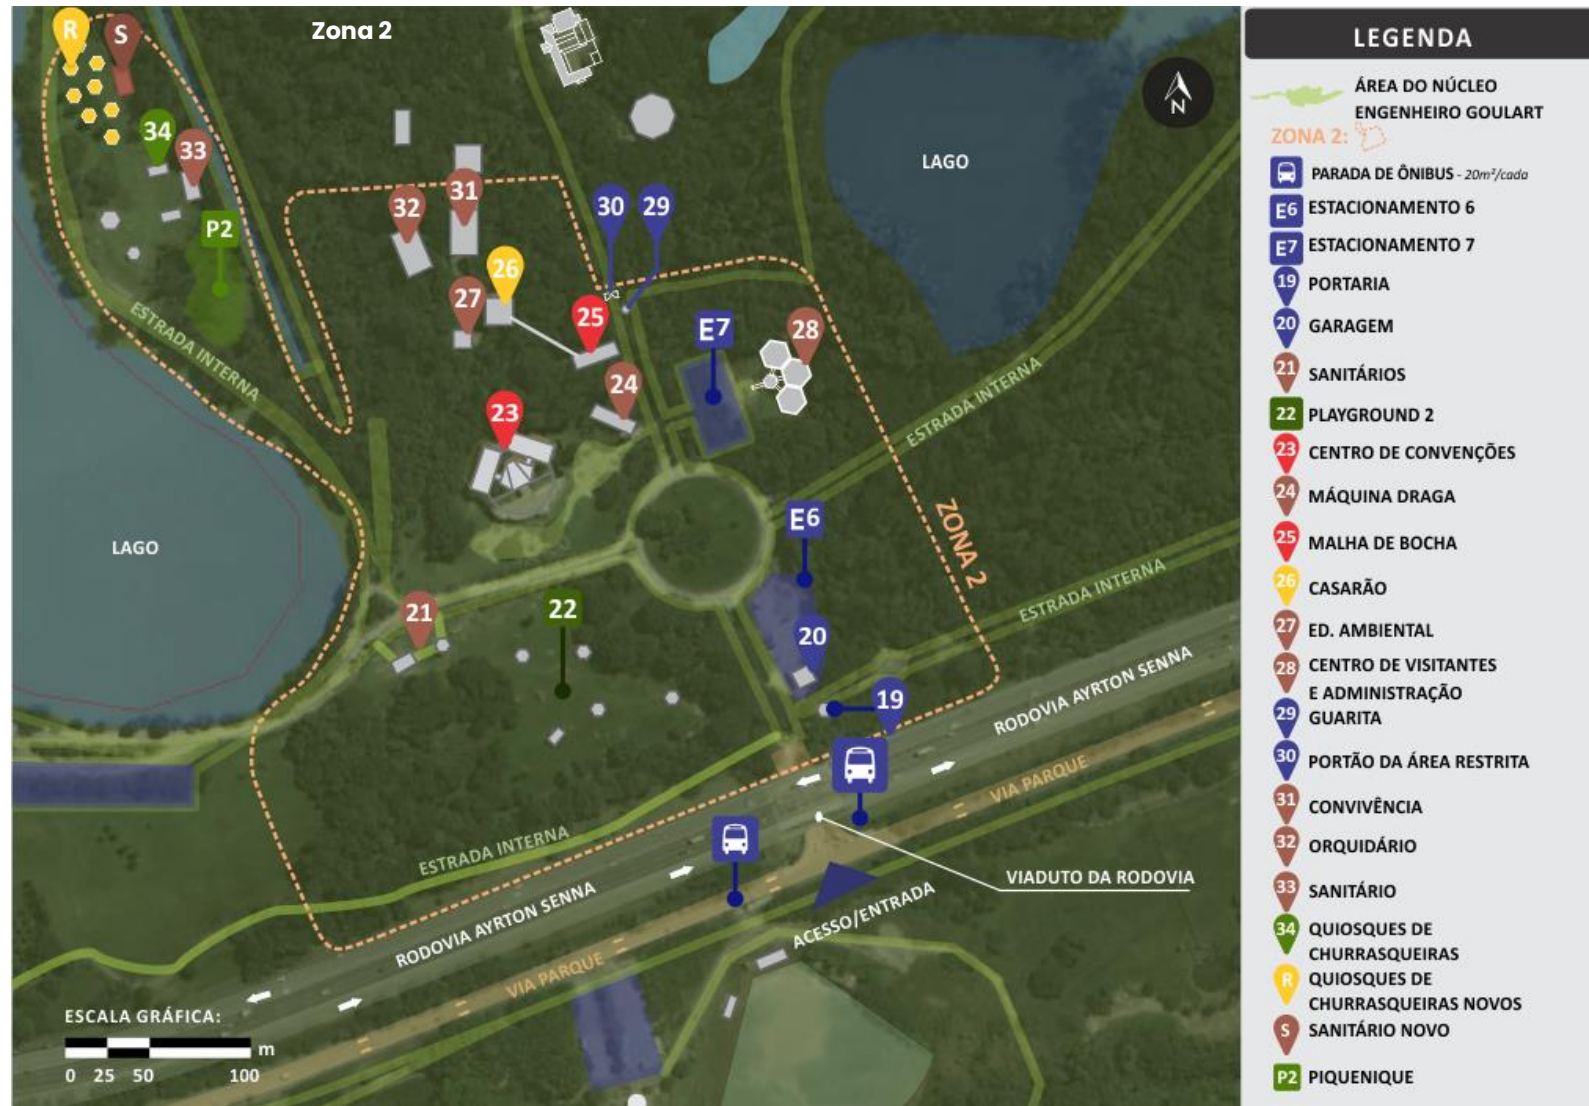 Zona 2
R
S
34
33
P2
32
31
30
29
26
27
25
E7
28
24
23
E6
21
22
20
19
N
LAGO
LAGO
ESTRADA INTERNA
ESTRADA INTERNA
ESTRADA INTERNA
ESTRADA INTERNA
ZONA 2
RODOVIA AYRTON SENNA
RODOVIA AYRTON SENNA
VIA PARQUE
VIA PARQUE
VIADUTO DA RODOVIA
ACESSO/ENTRADA
ESCALA GRÁFICA:
m
0 25 50 100
LEGENDA
ÁREA DO NÚCLEO
ENGENHEIRO GOULART
ZONA 2:
PARADA DE ÔNIBUS - 20m²/cada
E6 ESTACIONAMENTO 6
E7 ESTACIONAMENTO 7
19 PORTARIA
20 GARAGEM
21 SANITÁRIOS
22 PLAYGROUND 2
23 CENTRO DE CONVENÇÕES
24 MÁQUINA DRAGA
25 MALHA DE BOCHA
26 CASARÃO
27 ED. AMBIENTAL
28 CENTRO DE VISITANTES
E ADMINISTRAÇÃO
29 GUARITA
30 PORTÃO DA ÁREA RESTRITA
31 CONVIVÊNCIA
32 ORQUIDÁRIO
33 SANITÁRIO
34 QUIOSQUES DE
CHURRASQUEIRAS
R QUIOSQUES DE
CHURRASQUEIRAS NOVOS
S SANITÁRIO NOVO
P2 PIQUENIQUE